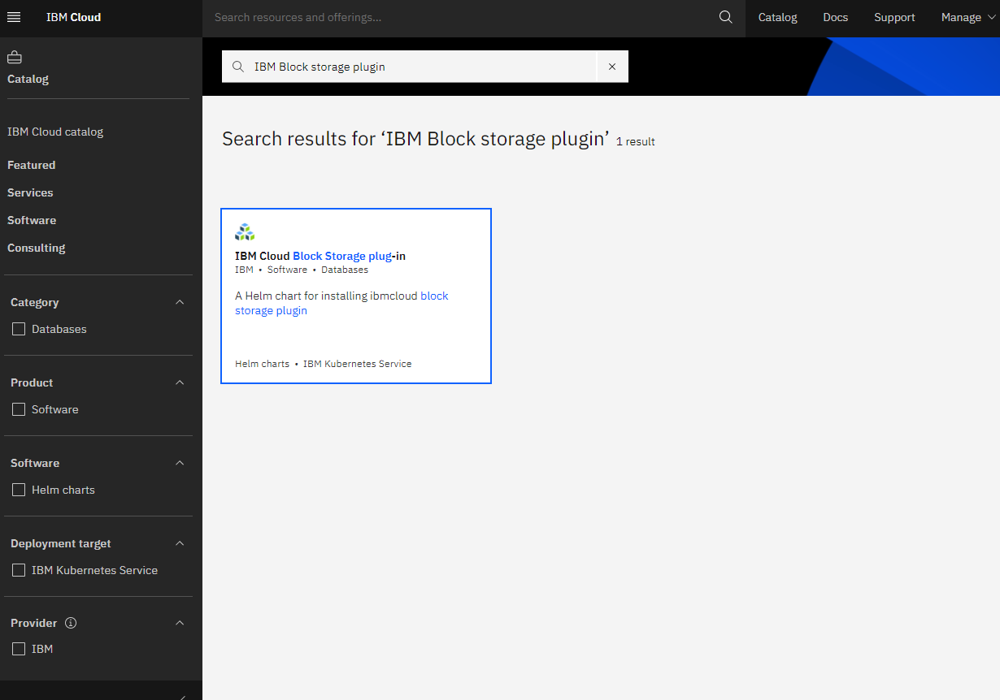 IBM Cloud
Search resources and offerings...
Catalog
Docs
Support
Manage
Catalog
IBM Cloud catalog
Featured
Services
Software
Consulting
Category
Databases
Product
Software
Software
Helm charts
Deployment target
IBM Kubernetes Service
Provider
IBM
IBM Block storage plugin
Search results for ‘IBM Block storage plugin’ 1 result
IBM Cloud Block Storage plug-in
IBM • Software • Databases
A Helm chart for installing ibmcloud block
storage plugin
Helm charts • IBM Kubernetes Service